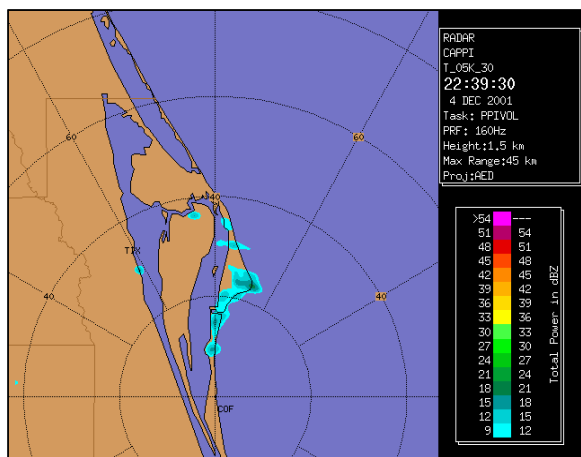 RADAR
CAPPI
T_05K_30
22:39:30
4 DEC 2001
Task: PPIVOL
PRF: 160Hz
Height:1.5 km
Max Range:45 km
Proj:AED
60
60
40
TIX
40
40
COF
>54 ---
51 54
48 51
45 48
42 45
39 42
36 39
33 36
30 33
27 30
24 27
21 24
18 21
15 18
12 15
9 12
Total Power in dBZ